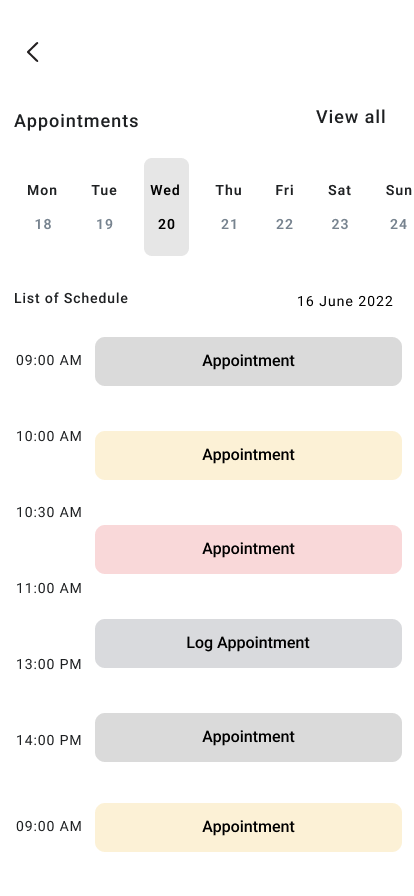 Appointments View all
Mon Tue Wed Thu Fri Sat Sun
18 19 20 21 22 23 24
List of Schedule 16 June 2022
09:00 AM Appointment
10:00 AM Appointment
10:30 AM
Appointment
11:00 AM
Log Appointment
13:00 PM
14:00 PM Appointment
09:00 AM Appointment